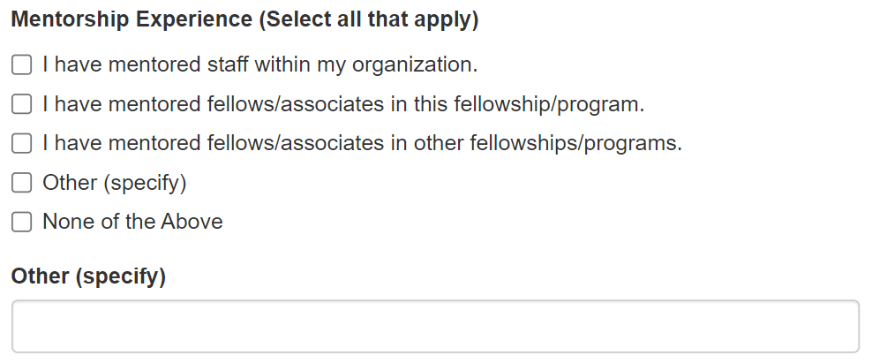 Mentorship Experience (Select all that apply)
I have mentored staff within my organization.
I have mentored fellows/associates in this fellowship/program.
I have mentored fellows/associates in other fellowships/programs.
Other (specify)
None of the Above
Other (specify)